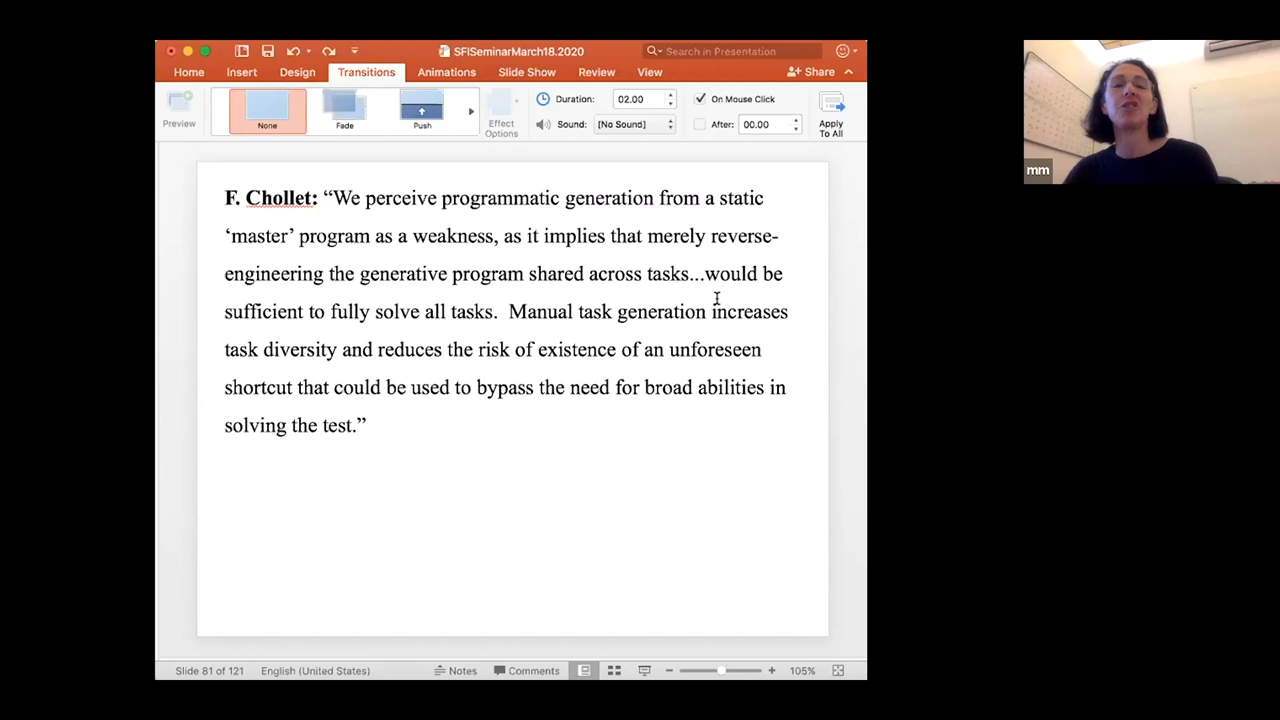 SFISeminarMarch18.2020
Search in Presentation
Home Insert Design Transitions Animations Slide Show Review View Share
Preview
None
Fade
Push
Effect Options
Duration: 02.00
Sound: [No Sound]
On Mouse Click
After: 00.00
Apply To All
F. Chollet: “We perceive programmatic generation from a static
‘master’ program as a weakness, as it implies that merely reverse-
engineering the generative program shared across tasks...would be
sufficient to fully solve all tasks. Manual task generation increases
task diversity and reduces the risk of existence of an unforeseen
shortcut that could be used to bypass the need for broad abilities in
solving the test.”
mm
Slide 81 of 121 English (United States) Notes Comments 105%